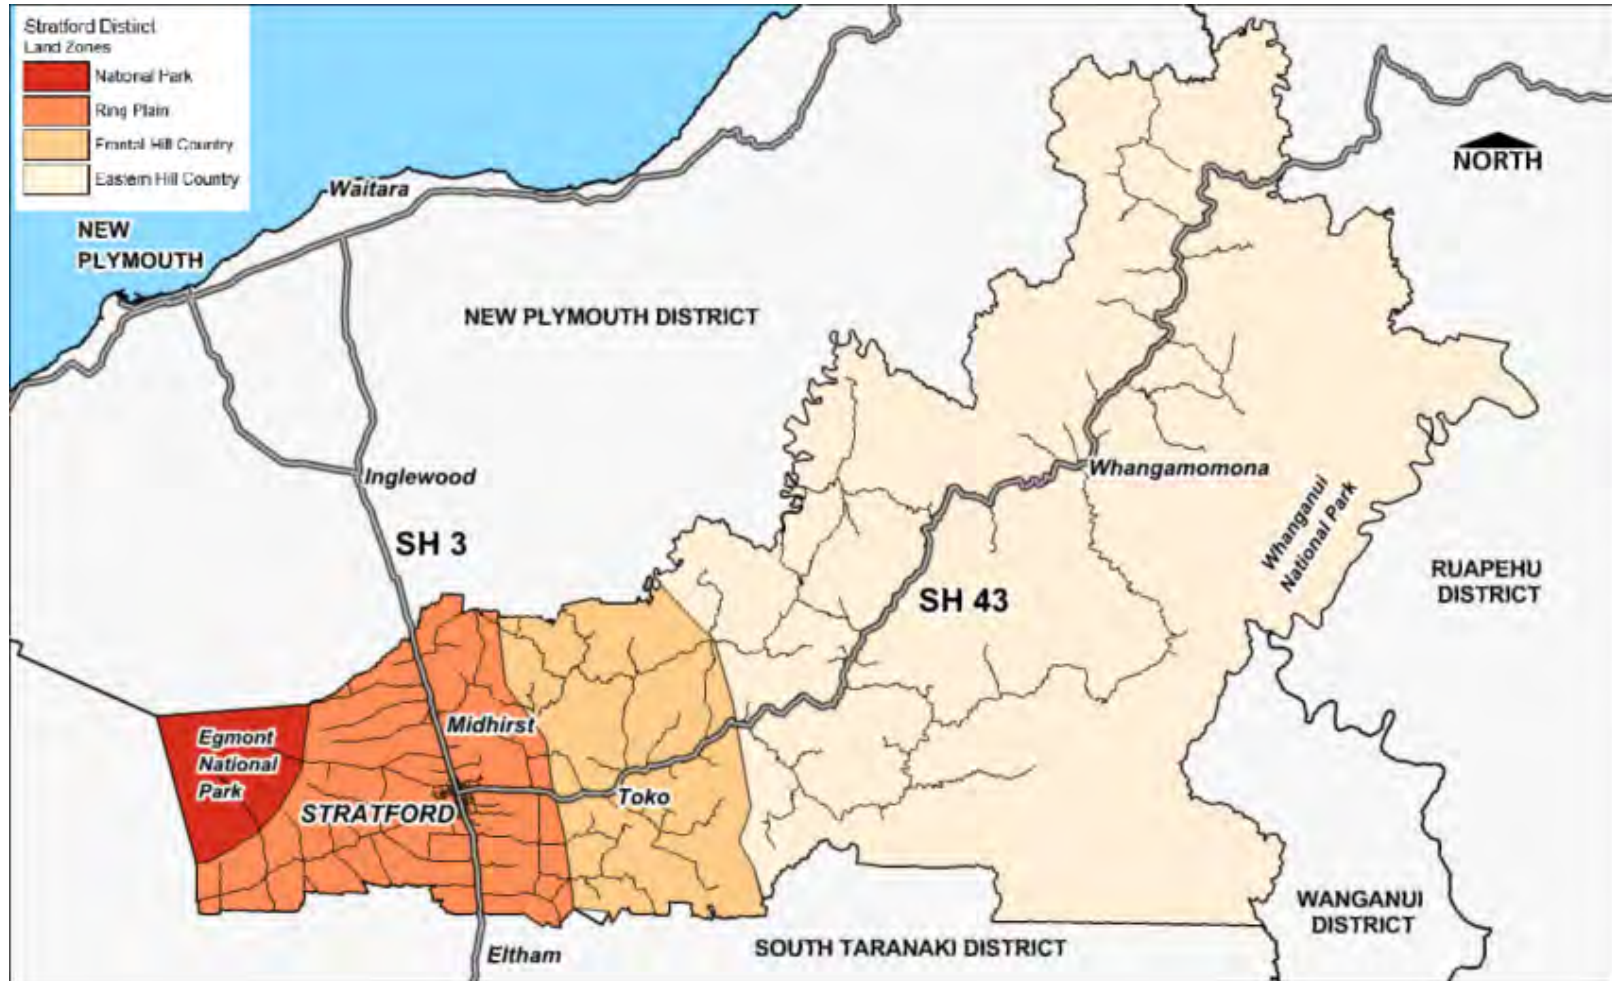 Stratford District
Land Zones
National Park
Ring Plain
Frontal Hill Country
Eastern Hill Country
NORTH
Waitara
NEW
PLYMOUTH
NEW PLYMOUTH DISTRICT
Inglewood
Whangamomona
Whanganui
National Park
SH 3
SH 43
RUAPEHU
DISTRICT
Midhirst
Egmont
National
Park
Toko
STRATFORD
WANGANUI
DISTRICT
SOUTH TARANAKI DISTRICT
Eltham